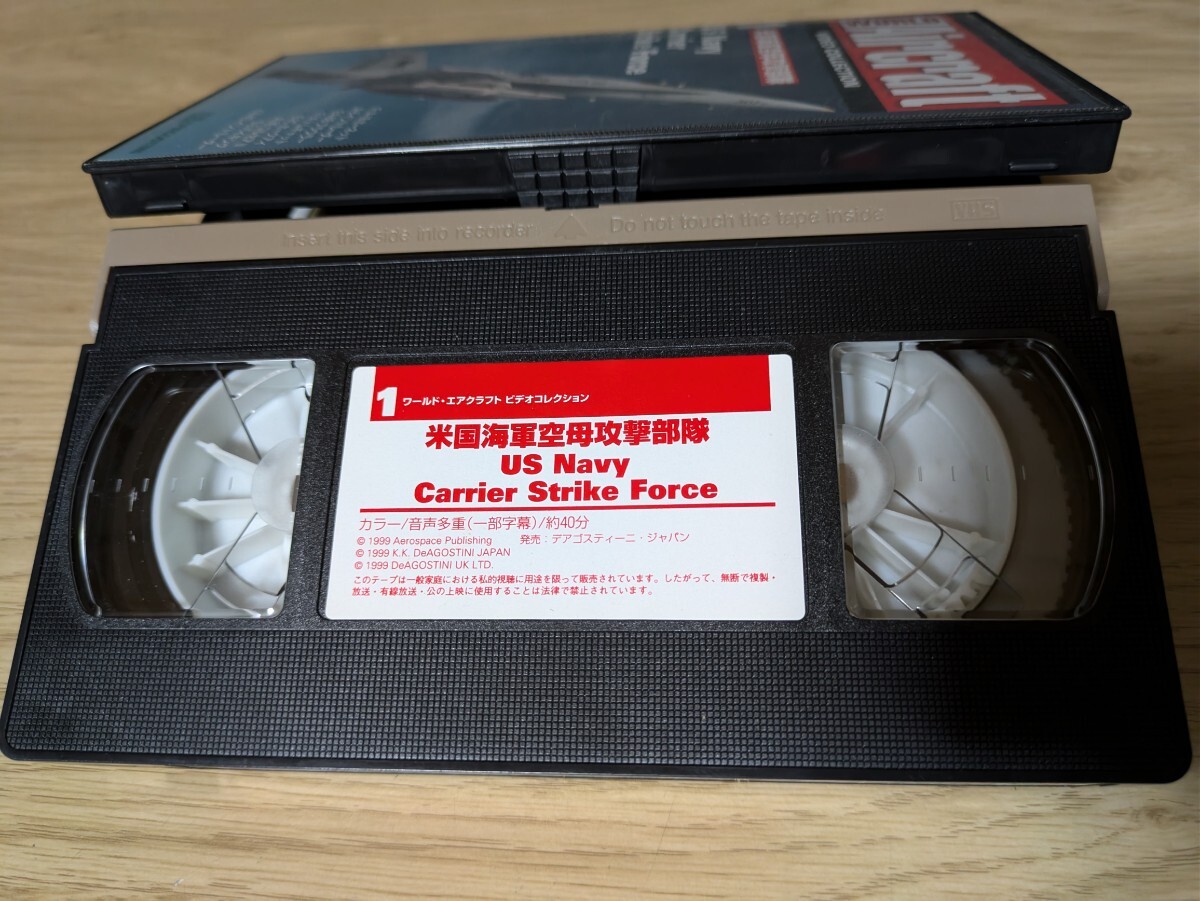 Aircraft
Insert this side into recorder
Do not touch the tape inside
VHS
1 ワールド・エアクラフト ビデオコレクション
米国海軍空母攻撃部隊
US Navy
Carrier Strike Force
カラー/音声多重(一部字幕)/約40分
© 1999 Aerospace Publishing 発売:デアゴスティーニ・ジャパン
© 1999 K.K. DeAGOSTINI JAPAN
© 1999 DeAGOSTINI UK LTD.
このテープは一般家庭における私的視聴に用途を限って販売されています。したがって、無断で複製・
放送・有線放送・公の上映に使用することは法律で禁止されています。